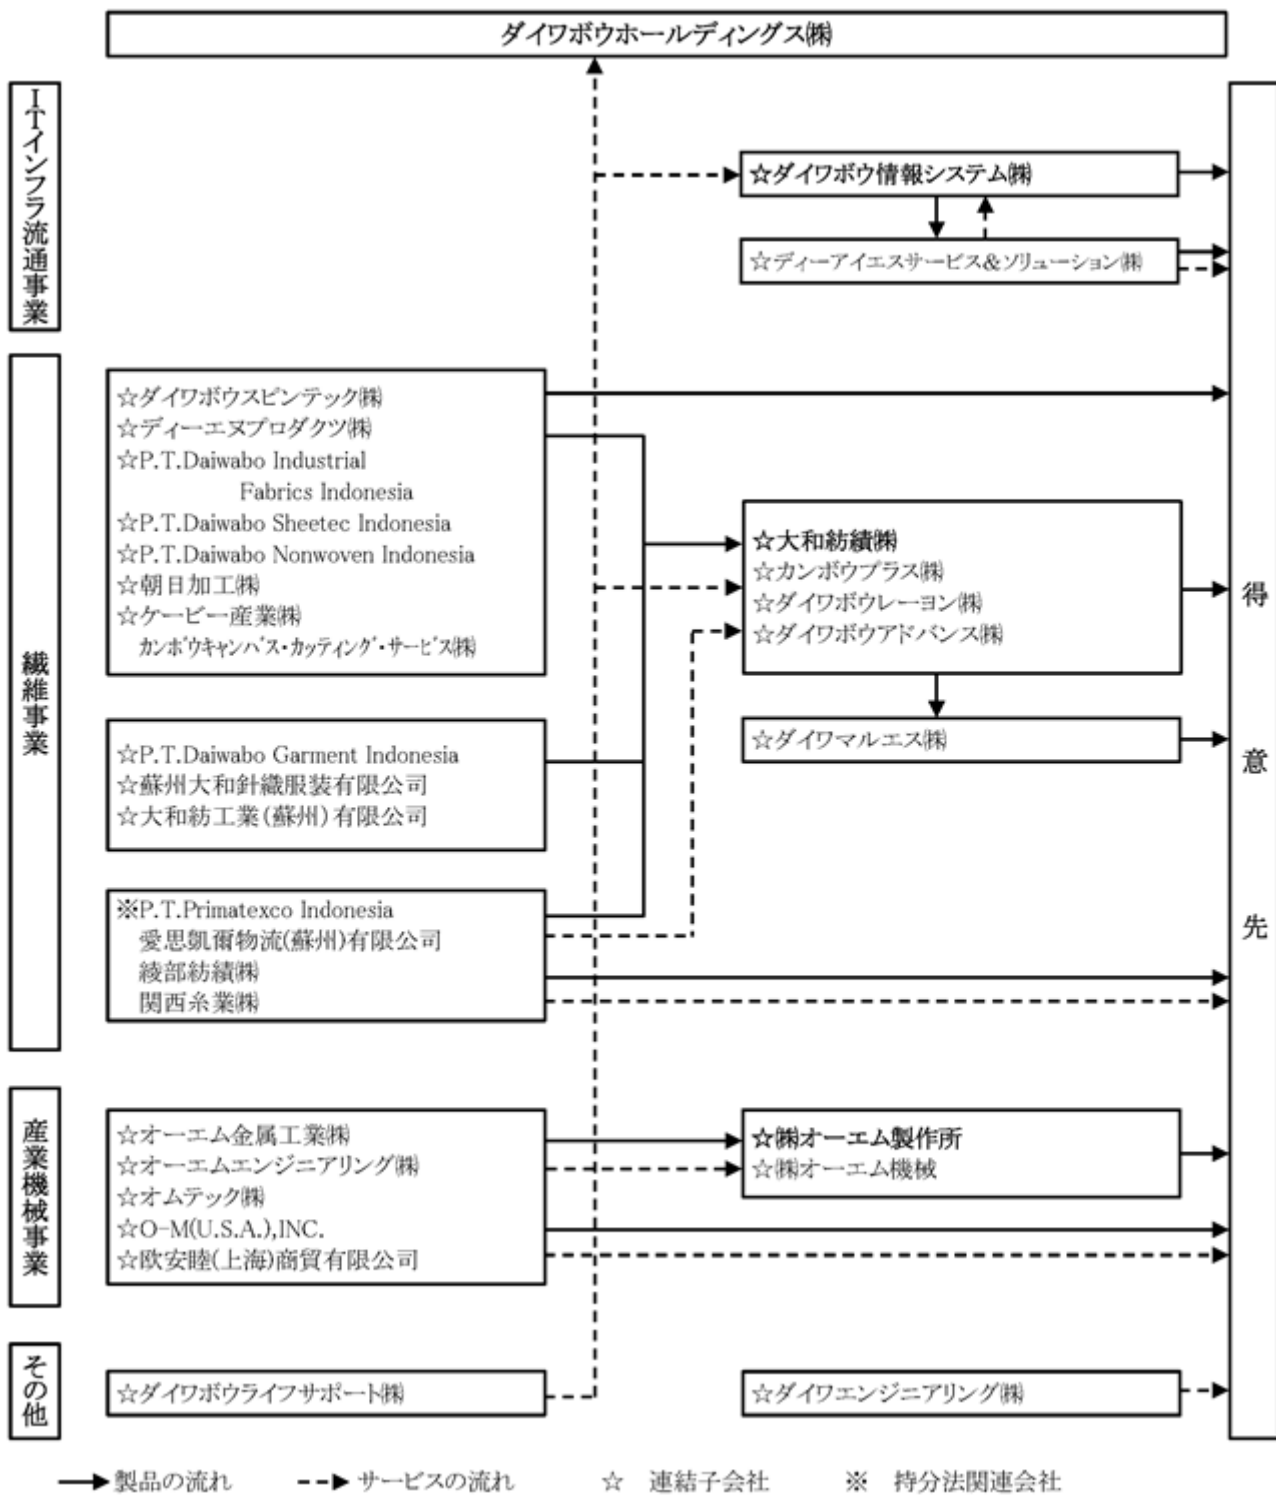 ダイワボウホールディングス㈱
ITインフラ流通事業
☆ダイワボウ情報システム㈱
☆ディーアイエスサービス&ソリューション㈱
繊維事業
☆ダイワボウスピンテック㈱
☆ディーエヌプロダクツ㈱
☆P.T.Daiwabo Industrial
Fabrics Indonesia
☆P.T.Daiwabo Sheetec Indonesia
☆P.T.Daiwabo Nonwoven Indonesia
☆朝日加工㈱
☆ケービー産業㈱
カンボウキャンバス・カッティング・サービス㈱
☆P.T.Daiwabo Garment Indonesia
☆蘇州大和針織服装有限公司
☆大和紡工業(蘇州)有限公司
※P.T.Primatexco Indonesia
愛思凱爾物流(蘇州)有限公司
綾部紡績㈱
関西糸業㈱
☆大和紡績㈱
☆カンボウプラス㈱
☆ダイワボウレーヨン㈱
☆ダイワボウアドバンス㈱
☆ダイワマルエス㈱
産業機械事業
☆オーエム金属工業㈱
☆オーエムエンジニアリング㈱
☆オムテック㈱
☆O-M(U.S.A.),INC.
☆欧安睦(上海)商貿有限公司
☆㈱オーエム製作所
☆㈱オーエム機械
その他
☆ダイワボウライフサポート㈱
☆ダイワエンジニアリング㈱
得意先
製品の流れ サービスの流れ ☆ 連結子会社 ※ 持分法関連会社